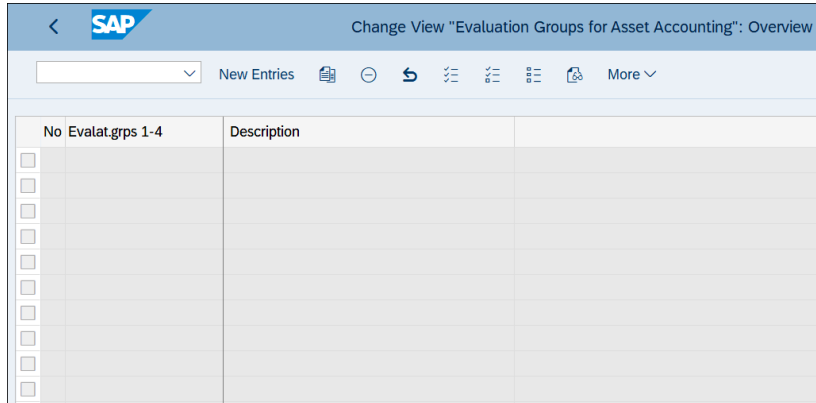 SAP Change View "Evaluation Groups for Asset Accounting": Overview
New Entries More
No Evalat.grps 1-4 Description